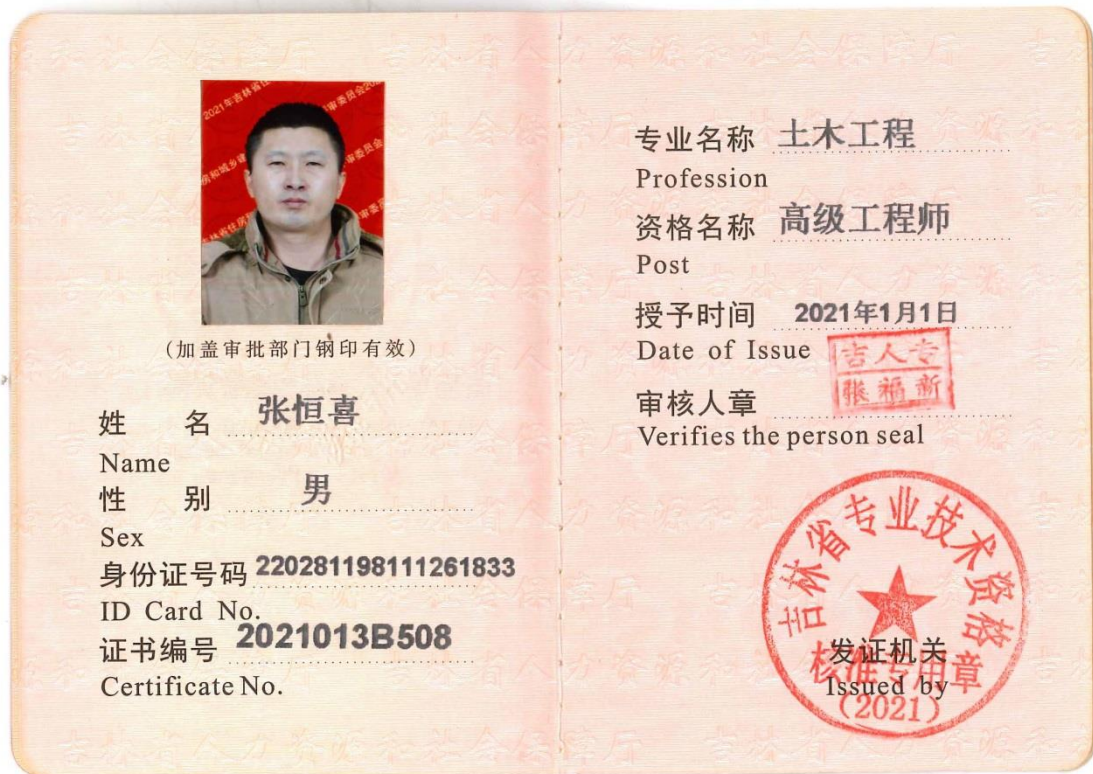 (加盖审批部门钢印有效)
姓 名 张恒喜
Name
性 别 男
Sex
身份证号码 220281198111261833
ID Card No.
证书编号 2021013B508
Certificate No.
专业名称 土木工程
Profession
资格名称 高级工程师
Post
授予时间 2021年1月1日
Date of Issue
吉人专
张福新
审核人章
Verifies the person seal
吉林省专业技术资格
核准专用章
(2021)
发证机关
Issued by